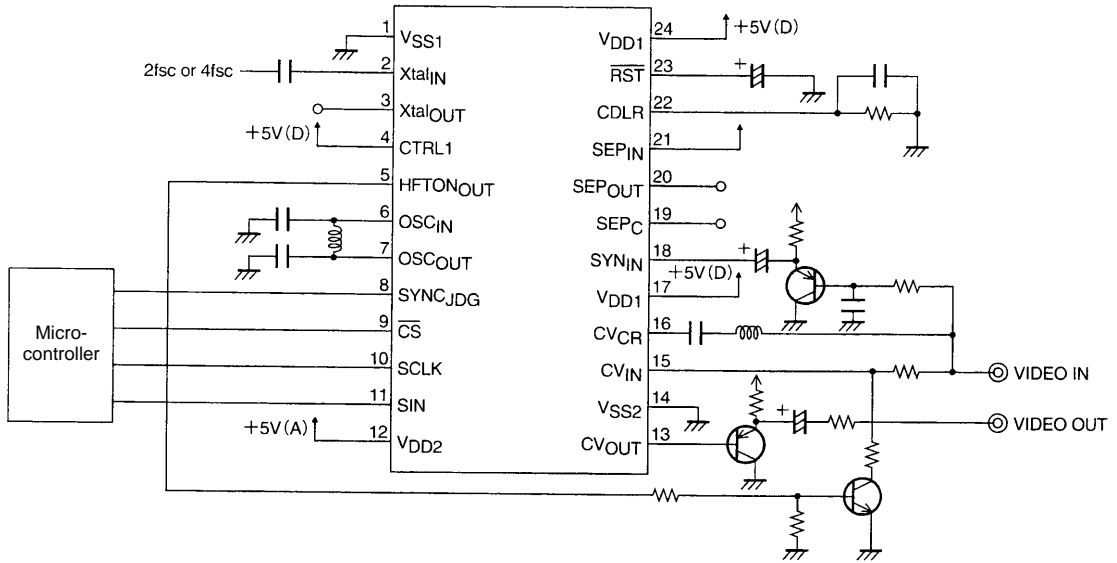 1 VSS1
2fsc or 4fsc 2 XtalIN
3 XtalOUT
+5V(D) 4 CTRL1
5 HFTONOUT
6 OSCIN
7 OSCOUT
8 SYNCJDG
9 CS
10 SCLK
11 SIN
+5V(A) 12 VDD2
Micro-
controller
VDD1 24 +5V(D)
RST 23 +
CDLR 22
SEPIN 21
SEPOUT 20
SEPC 19
SYNIN 18 +
VDD1 17 +5V(D)
CVCR 16
CVIN 15 VIDEO IN
VSS2 14
CVOUT 13 + VIDEO OUT